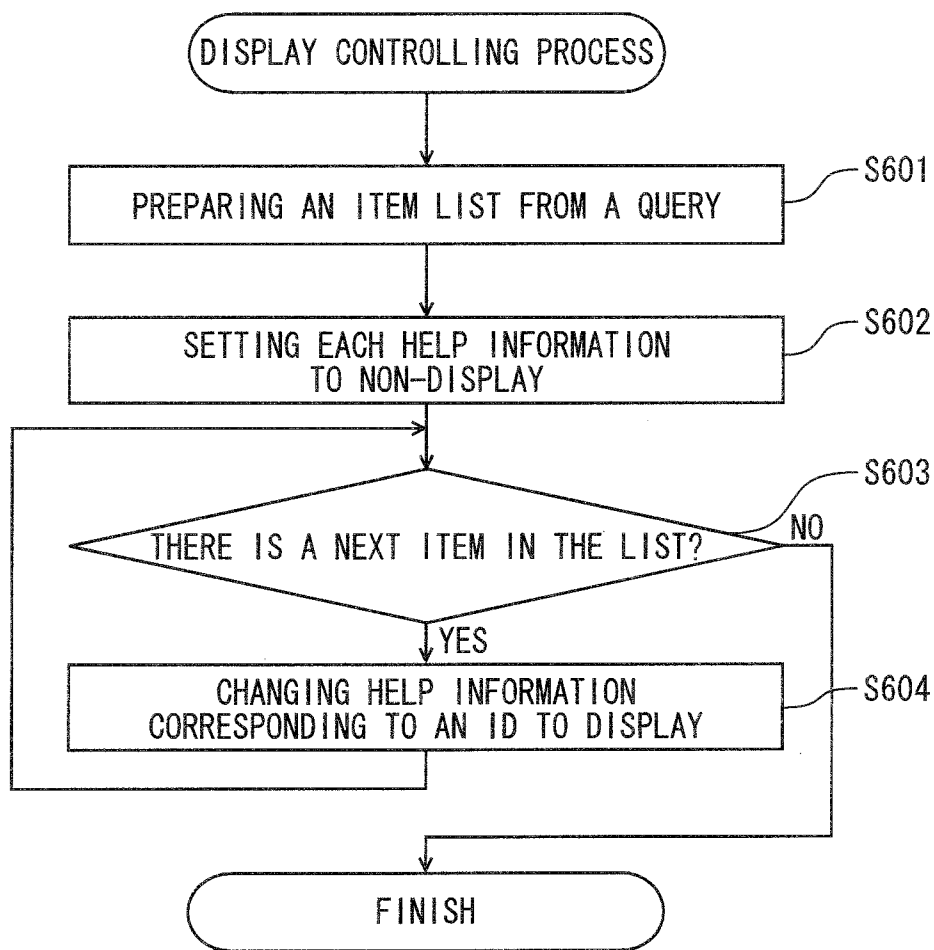 DISPLAY CONTROLLING PROCESS
S601
PREPARING AN ITEM LIST FROM A QUERY
S602
SETTING EACH HELP INFORMATION
TO NON-DISPLAY
S603
NO
THERE IS A NEXT ITEM IN THE LIST?
YES
S604
CHANGING HELP INFORMATION
CORRESPONDING TO AN ID TO DISPLAY
FINISH